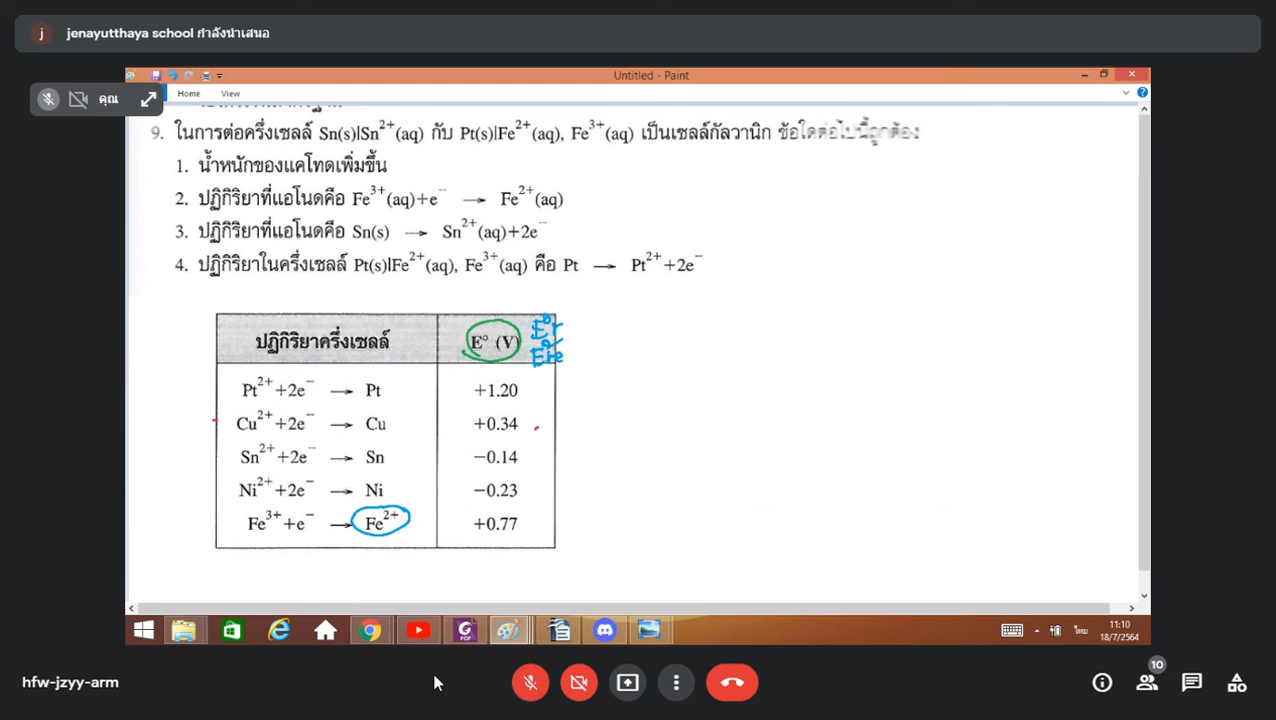 j jenayutthaya school กำลังนำเสนอ
Untitled - Paint
คุณ
Home View
9. ในการต่อครึ่งเซลล์ Sn(s)|Sn²⁺(aq) กับ Pt(s)|Fe²⁺(aq), Fe³⁺(aq) เป็นเซลล์กัลวานิก ข้อใดต่อไปนี้ถูกต้อง
1. น้ำหนักของแคโทดเพิ่มขึ้น
2. ปฏิกิริยาที่แอโนดคือ Fe³⁺(aq)+e⁻ → Fe²⁺(aq)
3. ปฏิกิริยาที่แอโนดคือ Sn(s) → Sn²⁺(aq)+2e⁻
4. ปฏิกิริยาในครึ่งเซลล์ Pt(s)|Fe²⁺(aq), Fe³⁺(aq) คือ Pt → Pt²⁺+2e⁻
ปฏิกิริยาครึ่งเซลล์ E° (V) E°r
Pt²⁺+2e⁻ → Pt +1.20
Cu²⁺+2e⁻ → Cu +0.34
Sn²⁺+2e⁻ → Sn −0.14
Ni²⁺+2e⁻ → Ni −0.23
Fe³⁺+e⁻ → Fe²⁺ +0.77
PDF
ไทย
11:10
18/7/2564
hfw-jzyy-arm
10